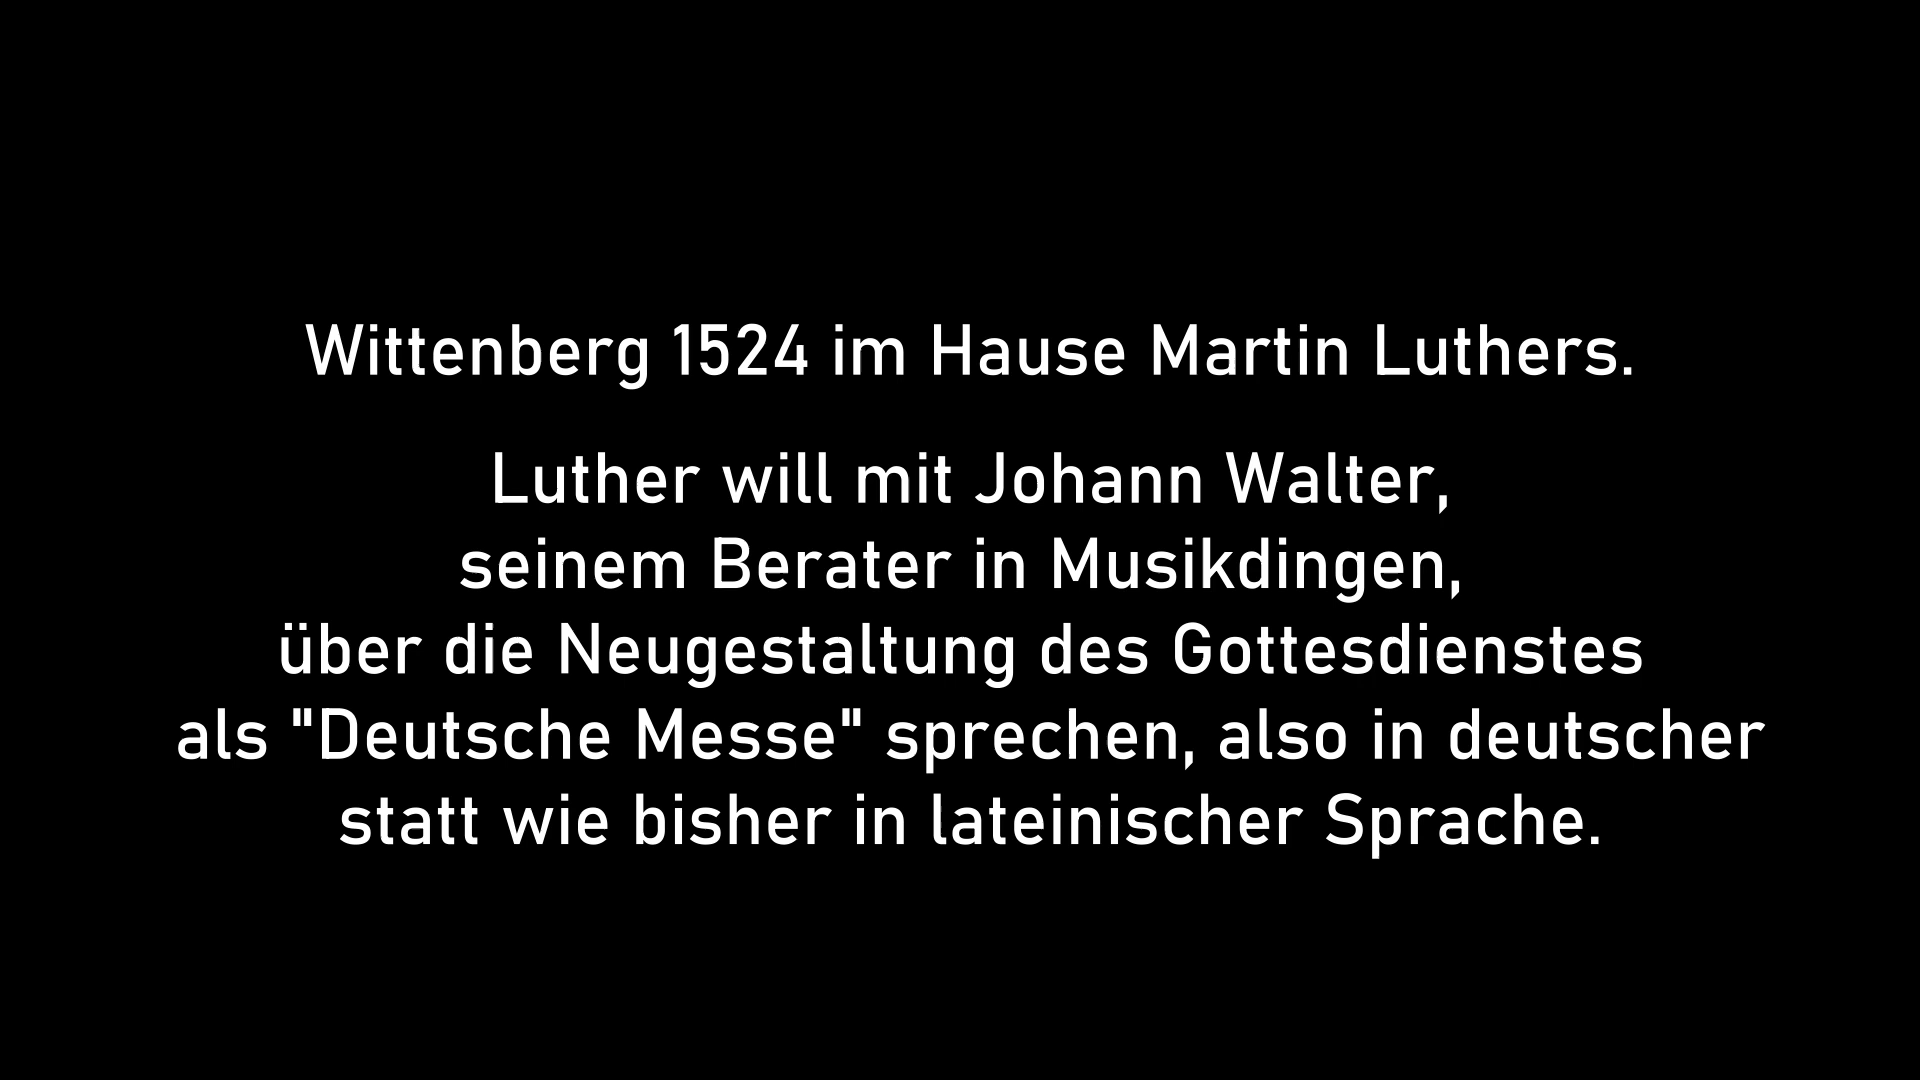 Wittenberg 1524 im Hause Martin Luthers.
Luther will mit Johann Walter,
seinem Berater in Musikdingen,
über die Neugestaltung des Gottesdienstes
als "Deutsche Messe" sprechen, also in deutscher
statt wie bisher in lateinischer Sprache.